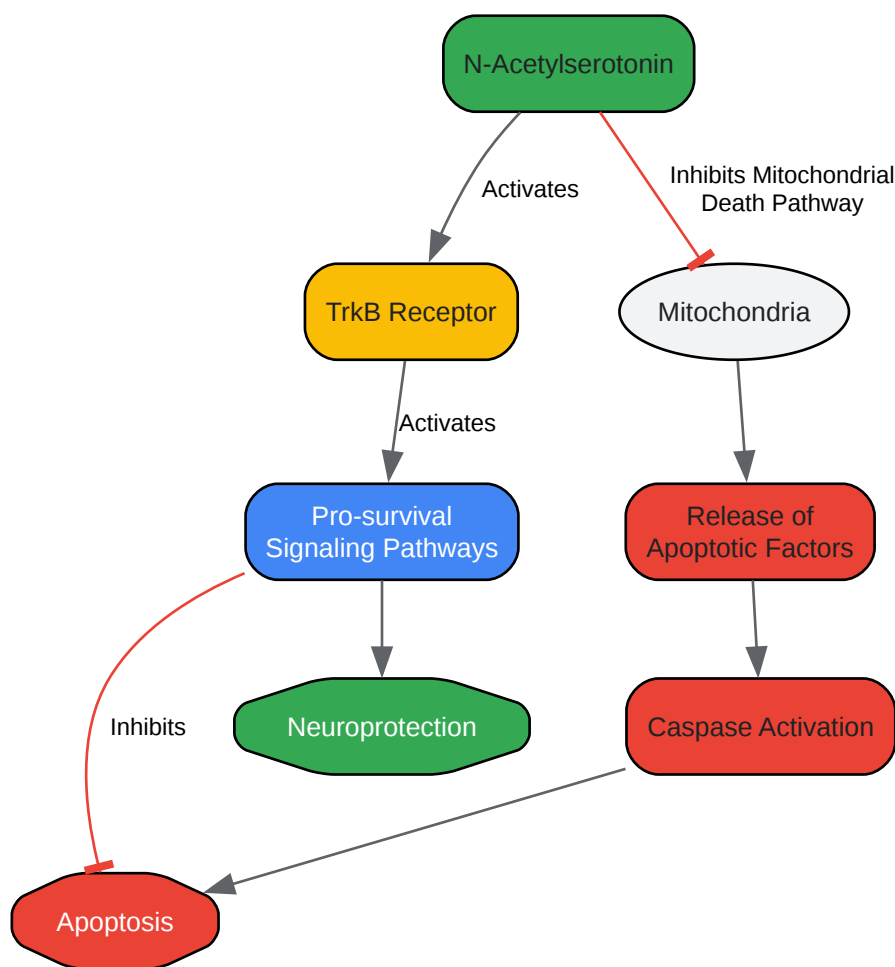 N-Acetylserotonin
Activates
Inhibits Mitochondrial
Death Pathway
TrkB Receptor
Mitochondria
Activates
Pro-survival
Signaling Pathways
Release of
Apoptotic Factors
Inhibits
Neuroprotection
Caspase Activation
Apoptosis